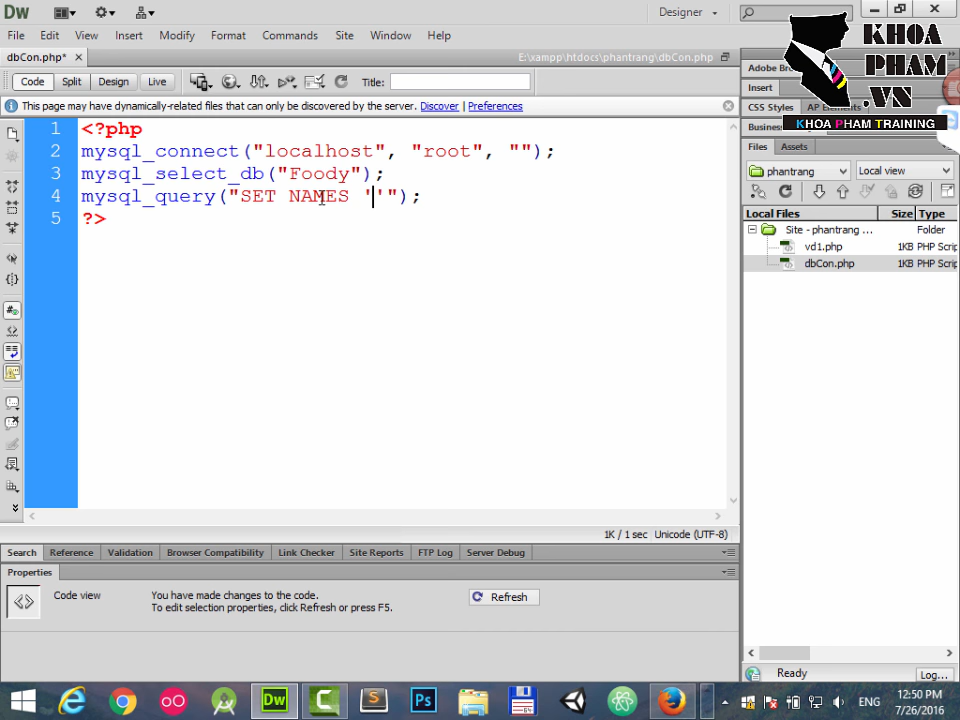 Dw
Designer
File Edit View Insert Modify Format Commands Site Window Help
dbCon.php*
E:\xampp\htdocs\phantrang\dbCon.php
Code Split Design Live Title:
This page may have dynamically-related files that can only be discovered by the server. Discover | Preferences
1 <?php
2 mysql_connect("localhost", "root", "");
3 mysql_select_db("Foody");
4 mysql_query("SET NAMES ''");
5 ?>
1K / 1 sec Unicode (UTF-8)
Search Reference Validation Browser Compatibility Link Checker Site Reports FTP Log Server Debug
Properties
Code view
You have made changes to the code.
To edit selection properties, click Refresh or press F5.
Refresh
KHOA
PHAM
.VN
KHOA PHAM TRAINING
Adobe
Insert
CSS Styles AP Elements
Files Assets
phantrang Local view
Local Files Size Type
Site - phantrang ... Folder
vd1.php 1KB PHP Scrip
dbCon.php 1KB PHP Scrip
Ready Log...
Dw Ps ENG
12:50 PM
7/26/2016